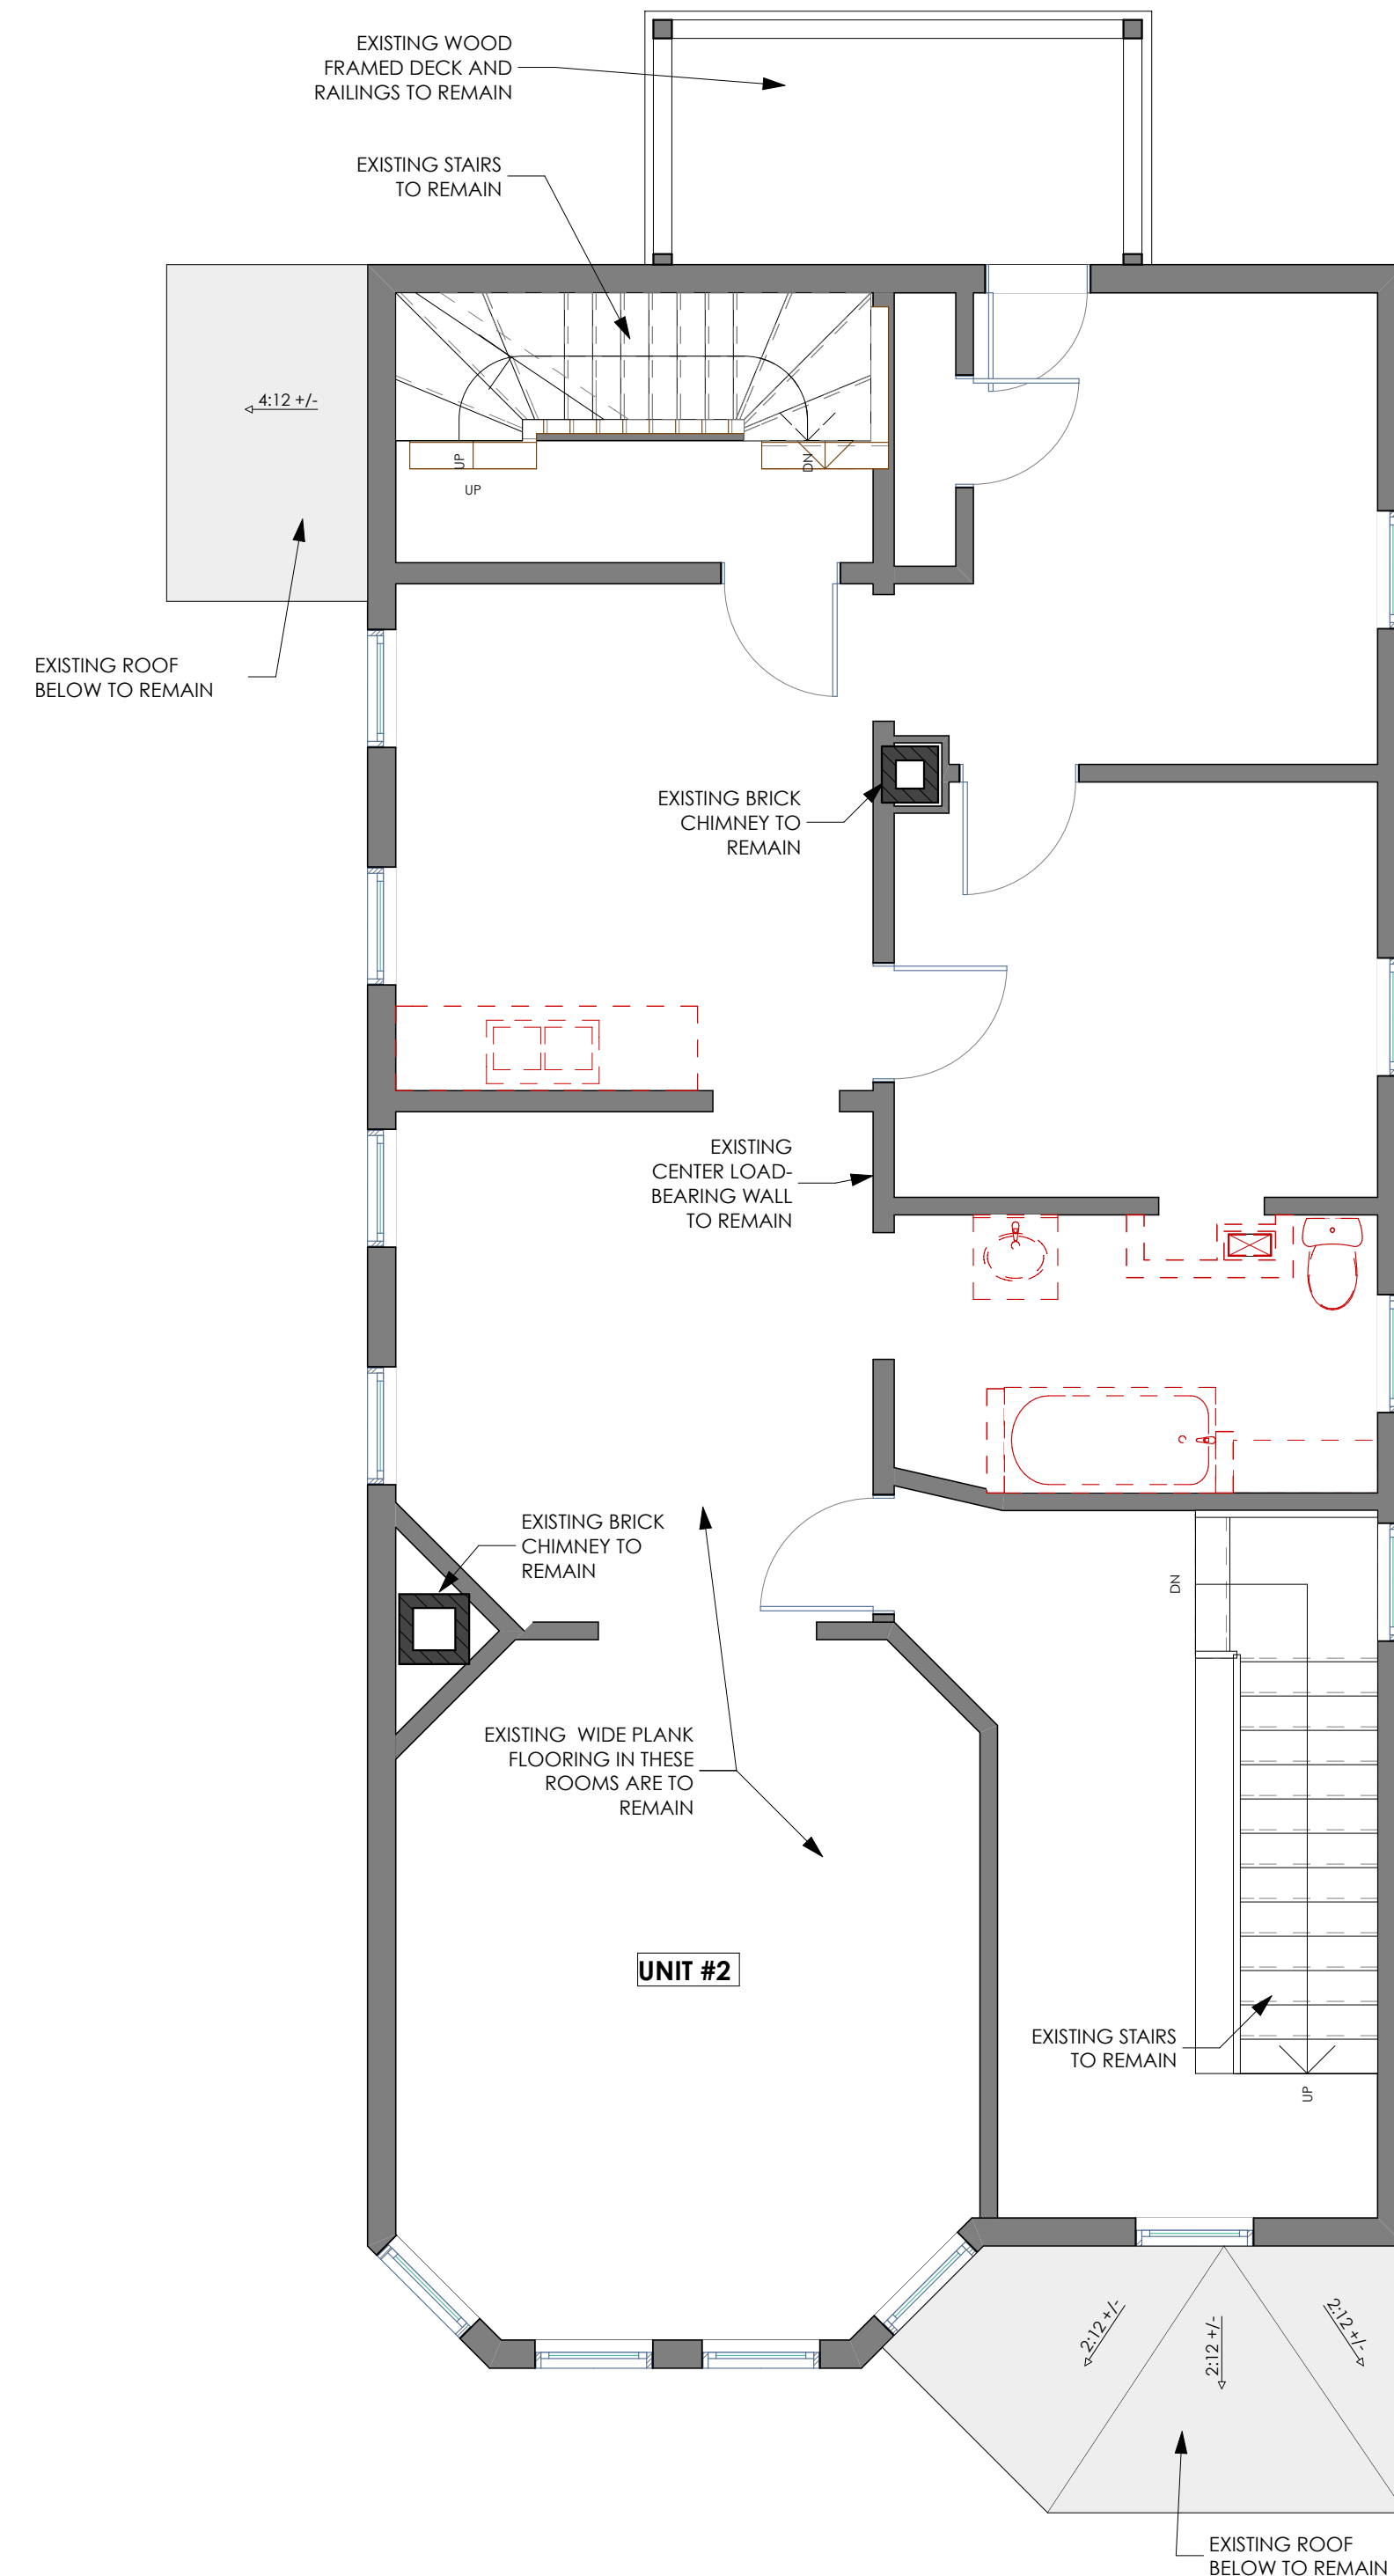 EXISTING WOOD
FRAMED DECK AND
RAILINGS TO REMAIN
EXISTING STAIRS
TO REMAIN
4:12 +/-
UP
UP
DN
EXISTING ROOF
BELOW TO REMAIN
EXISTING BRICK
CHIMNEY TO
REMAIN
EXISTING
CENTER LOAD-
BEARING WALL
TO REMAIN
EXISTING BRICK
CHIMNEY TO
REMAIN
DN
EXISTING  WIDE PLANK
FLOORING IN THESE
ROOMS ARE TO
REMAIN
UNIT #2
EXISTING STAIRS
TO REMAIN
UP
2:12 +/-
2:12 +/-
2:12 +/-
EXISTING ROOF
BELOW TO REMAIN